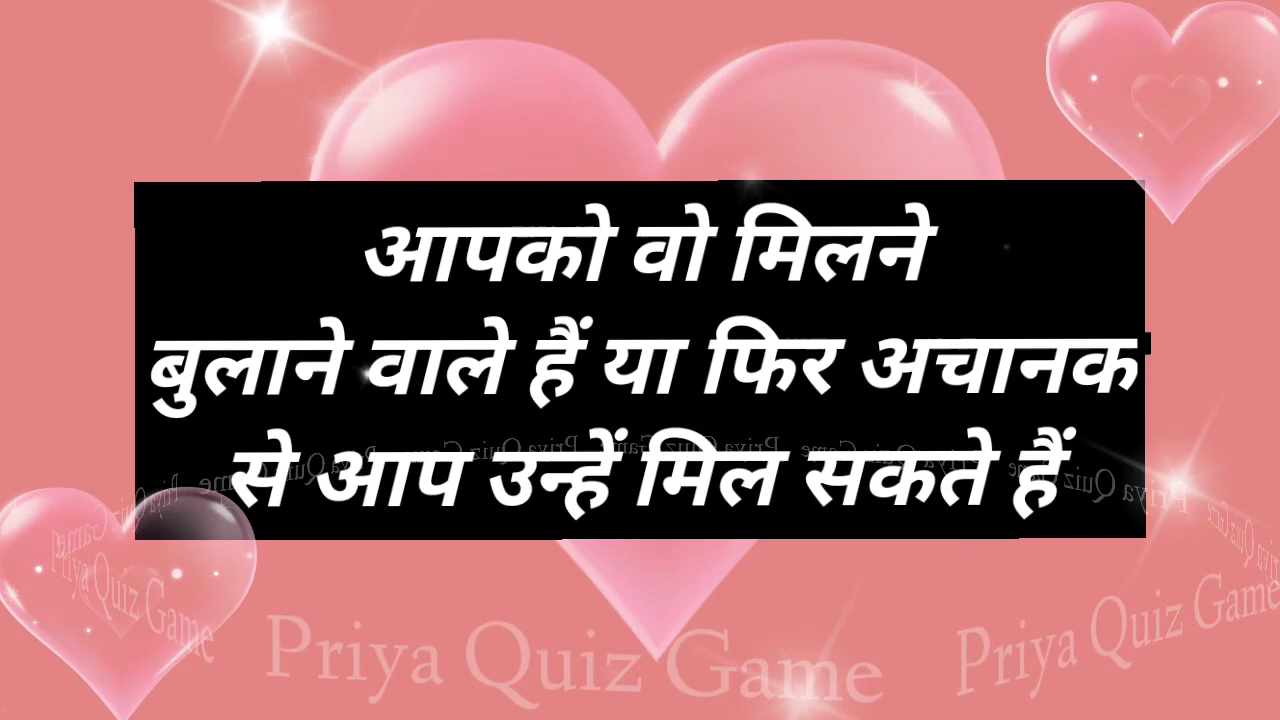 आपको वो मिलने
बुलाने वाले हैं या फिर अचानक
से आप उन्हें मिल सकते हैं
Priya Quiz Game
Priya Quiz Game
Priya Quiz Game